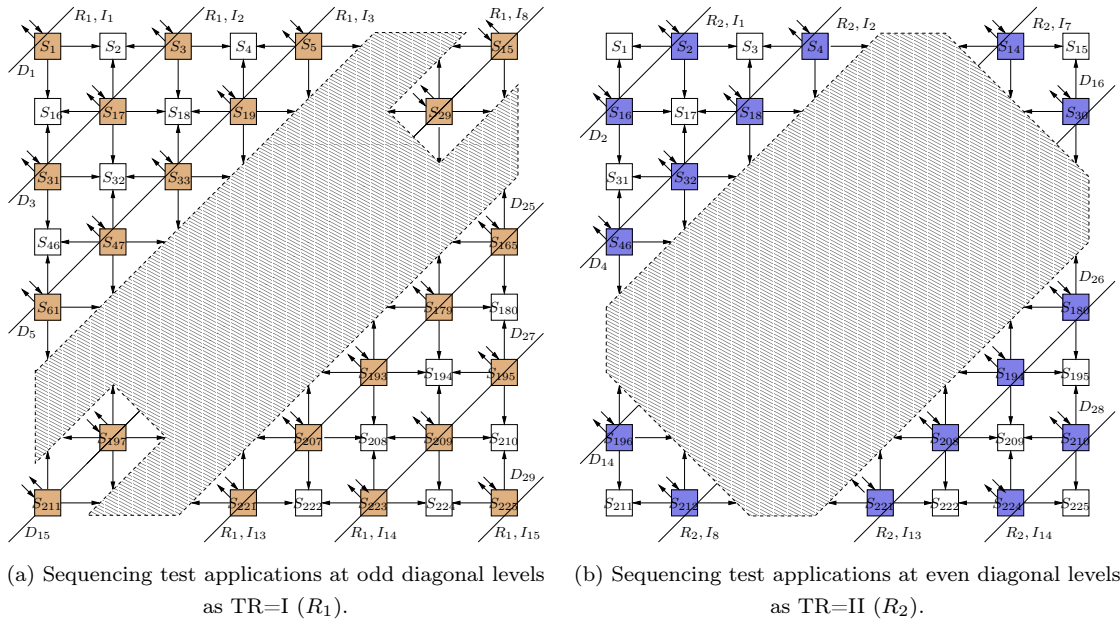 R1, I1 R1, I2 R1, I3 R1, I8 R2, I1 R2, I2 R2, I7
S1 S2 S3 S4 S5 S15 S1 S2 S3 S4 S14 S15
D1 D16
S16 S17 S18 S19 S29 S16 S17 S18 S30
D2
S31 S32 S33 S31 S32
D3 D25
S46 S47 S165 S46
D4 D26
S61 S179 S180 S180
D5 D27
S193 S194 S195 S194 S195
D28
S197 S207 S208 S209 S210 S196 S208 S209 S210
D14
D29
S211 S221 S222 S223 S224 S225 S211 S212 S221 S222 S224 S225
D15 R1, I13 R1, I14 R1, I15 R2, I8 R2, I13 R2, I14
(a) Sequencing test applications at odd diagonal levels
as TR=I (R1).
(b) Sequencing test applications at even diagonal levels
as TR=II (R2).